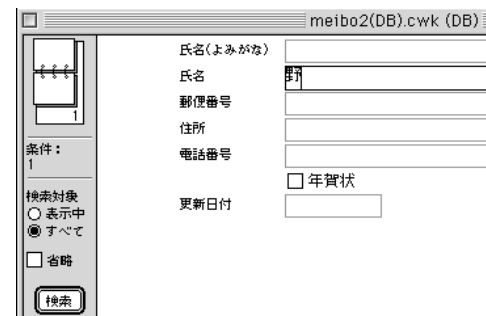 meibo2(DB).cwk (DB)
氏名(よみがな)
氏名
野
郵便番号
住所
電話番号
年賀状
更新日付
1
条件:
1
検索対象
表示中
すべて
省略
検索